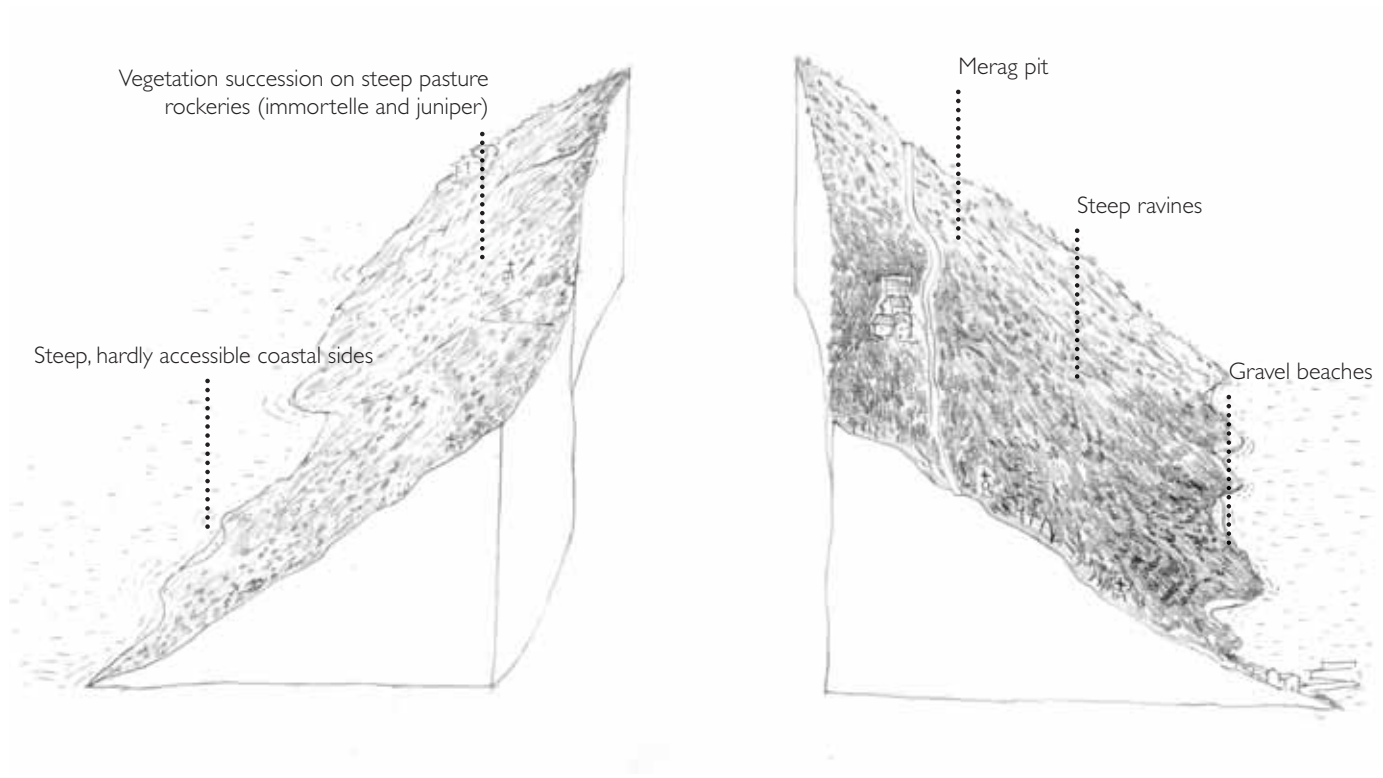 Vegetation succession on steep pasture
rockeries (immortelle and juniper)
Steep, hardly accessible coastal sides
Merag pit
Steep ravines
Gravel beaches